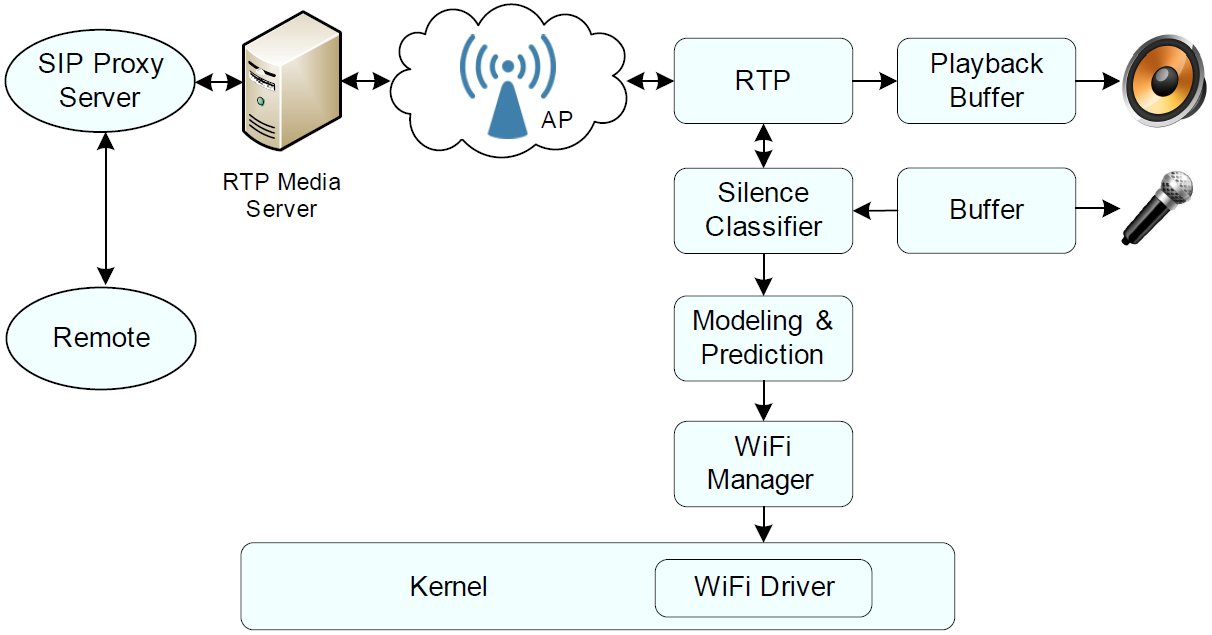 SIP Proxy
Server
RTP Media
Server
AP
RTP
Playback
Buffer
Silence
Classifier
Buffer
Remote
Modeling &
Prediction
WiFi
Manager
Kernel
WiFi Driver